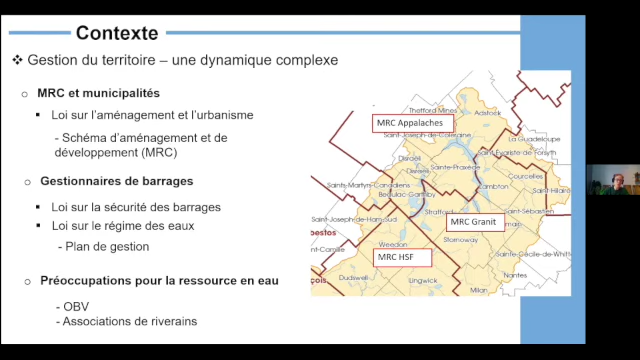 Contexte
❖ Gestion du territoire – une dynamique complexe
o MRC et municipalités
▪ Loi sur l'aménagement et l'urbanisme
- Schéma d'aménagement et de
développement (MRC)
o Gestionnaires de barrages
▪ Loi sur la sécurité des barrages
▪ Loi sur le régime des eaux
- Plan de gestion
o Préoccupations pour la ressource en eau
- OBV
- Associations de riverains
Thetford Mines
Adstock
MRC Appalaches
Saint-Joseph-de-Coleraine
La Guadeloupe
Saint-Évariste-de-Forsyth
Disraeli
Sainte-Praxède
Disraeli
Courcelles
Saints-Martyrs-Canadiens
Lambton
Saint-Hilaire
Beaulac-Garthby
Stratford
Saint-Sébastien
Saint-Joseph-de-Ham-Sud
MRC Granit
Stornoway
Weedon
Saint-Camille
MRC HSF
Sainte-Cécile-de-Whit
Nantes
Dudswell
Lingwick
Milan